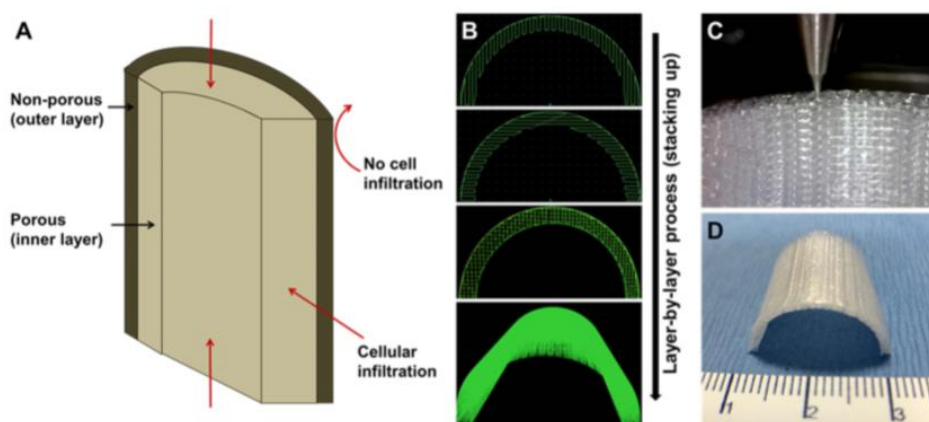 A
Non-porous
(outer layer)
Porous
(inner layer)
No cell
infiltration
Cellular
infiltration
B
Layer-by-layer process (stacking up)
C
D
1
2
3